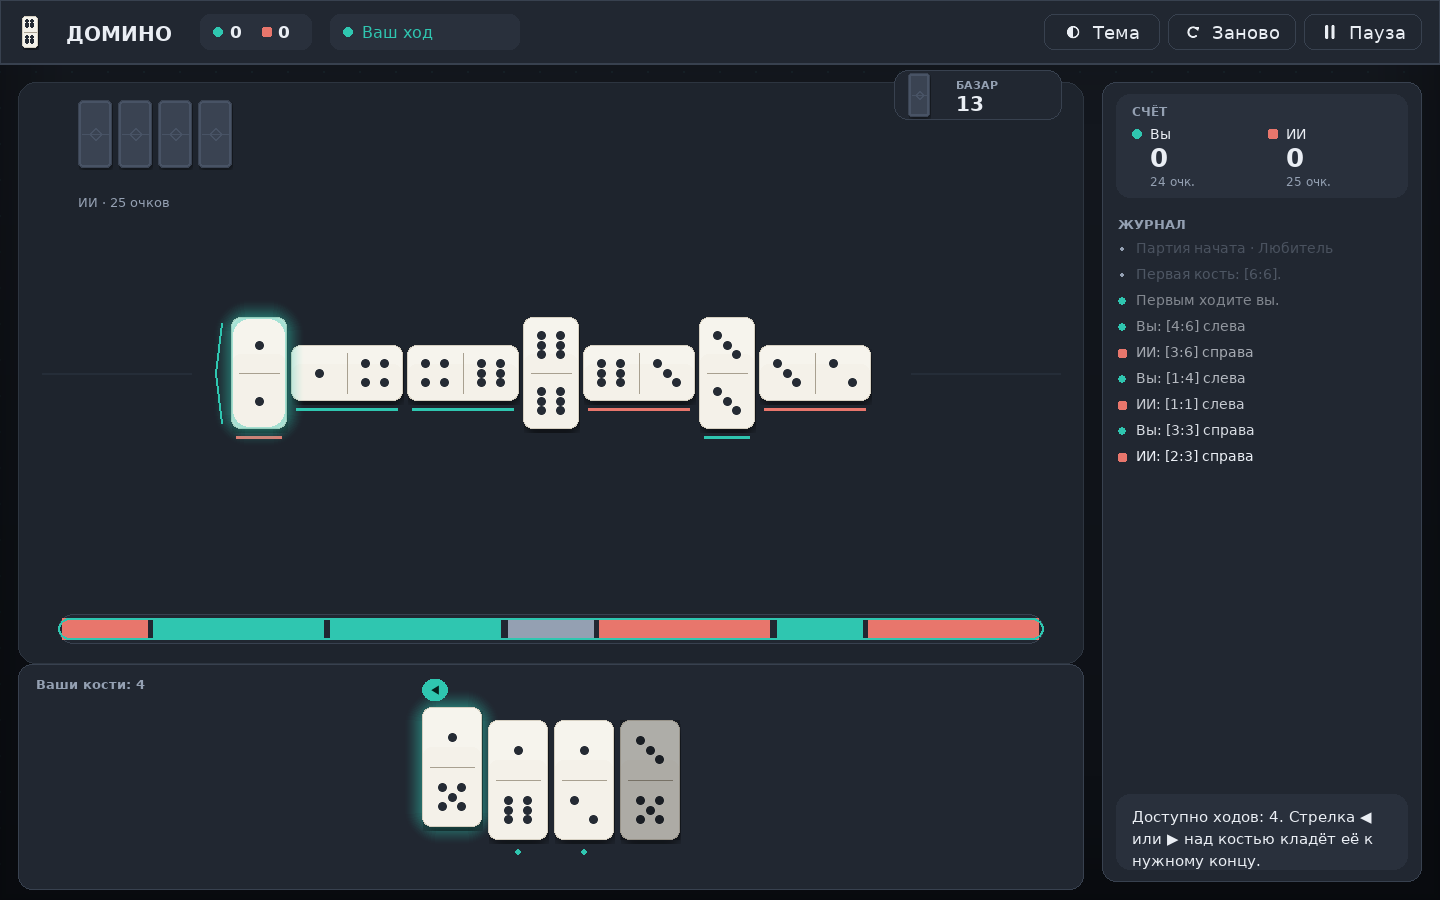 ДОМИНО
0 0
Ваш ход
Тема
Заново
Пауза
БАЗАР
13
ИИ · 25 очков
Ваши кости: 4
СЧЁТ
Вы ИИ
0 0
24 очк. 25 очк.
ЖУРНАЛ
Партия начата · Любитель
Первая кость: [6:6].
Первым ходите вы.
Вы: [4:6] слева
ИИ: [3:6] справа
Вы: [1:4] слева
ИИ: [1:1] слева
Вы: [3:3] справа
ИИ: [2:3] справа
Доступно ходов: 4. Стрелка ◀
или ▶ над костью кладёт её к
нужному концу.